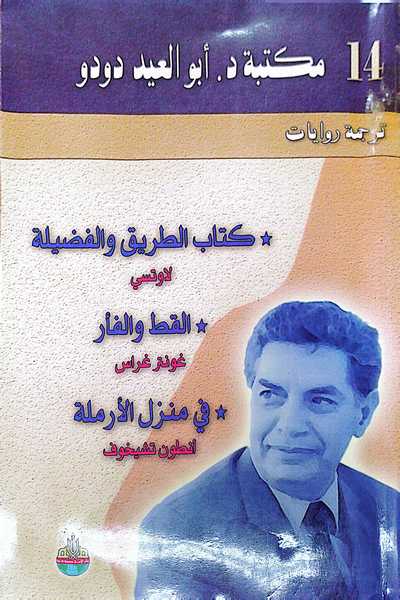 14 مكتبة د. أبو العيد دودو
ترجمة روايات
* كتاب الطريق والفضيلة
لاوتسي
* القط والفأر
غونتر غراس
* في منزل الأرملة
أنطون تشيخوف